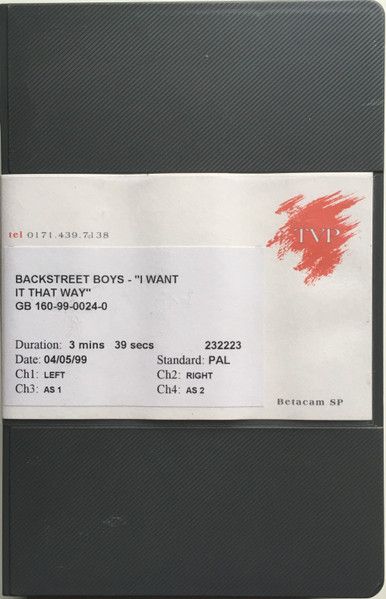 TVP
tel 0171.439.7138
BACKSTREET BOYS - "I WANT
IT THAT WAY"
GB 160-99-0024-0
Duration: 3 mins 39 secs 232223
Date: 04/05/99 Standard: PAL
Ch1: LEFT Ch2: RIGHT
Ch3: AS 1 Ch4: AS 2
Betacam SP